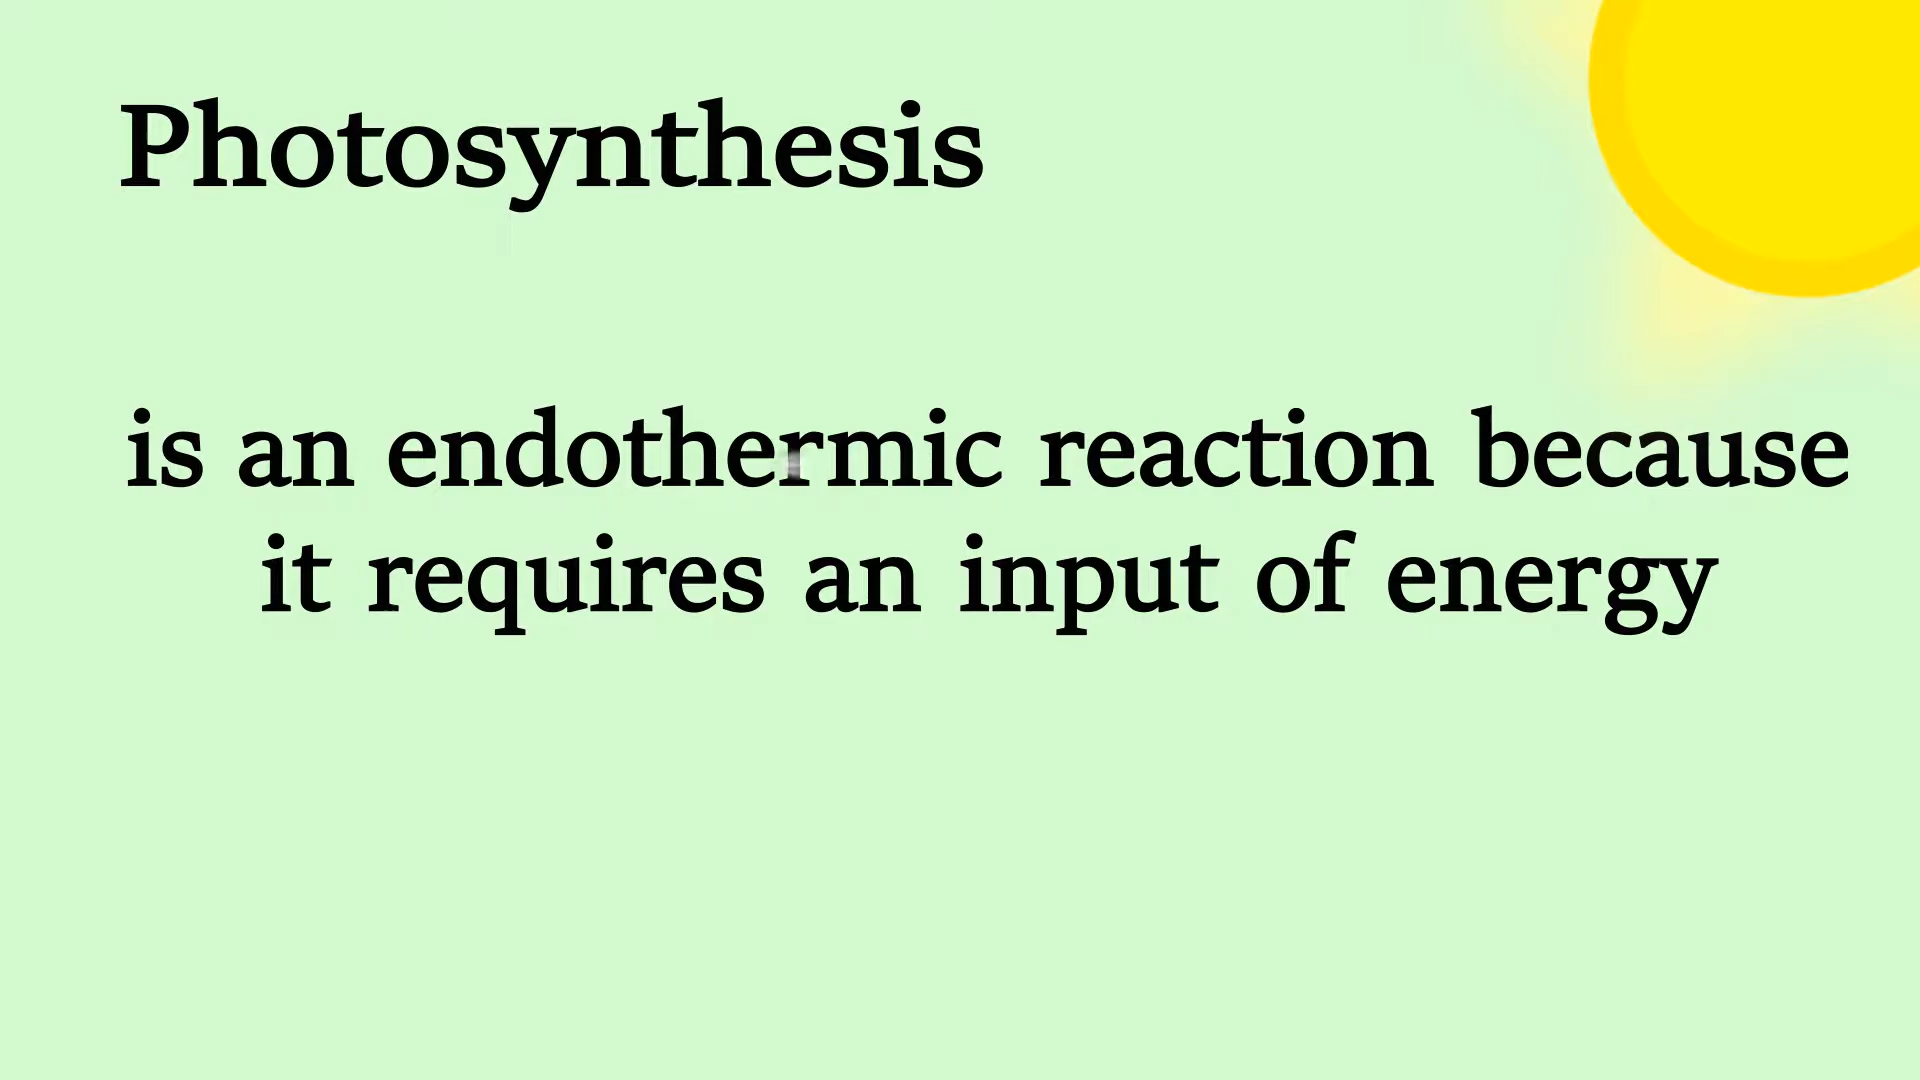 Photosynthesis
is an endothermic reaction because
it requires an input of energy